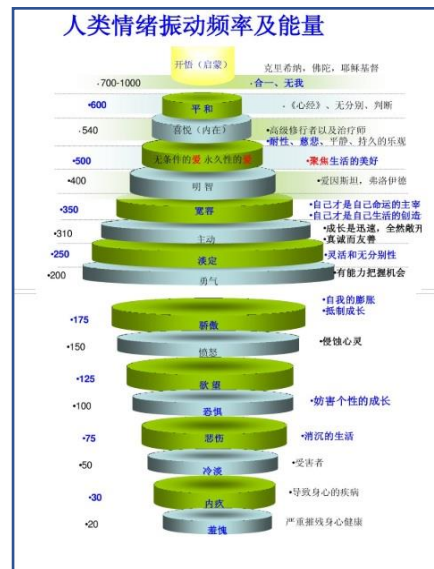 人类情绪振动频率及能量
开悟（启蒙）
克里希纳，佛陀，耶稣基督
·700-1000
·合一、无我
•600
平和
·《心经》、无分别、判断
·540
喜悦（内在）
•高级修行者以及治疗师
•耐性、慈悲、平静、持久的乐观
•500
无条件的爱 永久性的爱
•聚焦生活的美好
•400
明智
•爱因斯坦，弗洛伊德
•350
宽容
•自己才是自己命运的主宰
•自己才是自己生活的创造
•310
主动
•成长是迅速，全然敞开
•真诚而友善
•250
淡定
•灵活和无分别性
•200
勇气
•有能力把握机会
•175
骄傲
•自我的膨胀
•抵制成长
•150
愤怒
•侵蚀心灵
•125
欲望
•100
恐惧
•妨害个性的成长
•75
悲伤
•消沉的生活
•50
冷淡
•受害者
•30
内疚
•导致身心的疾病
•20
羞愧
严重摧残身心健康